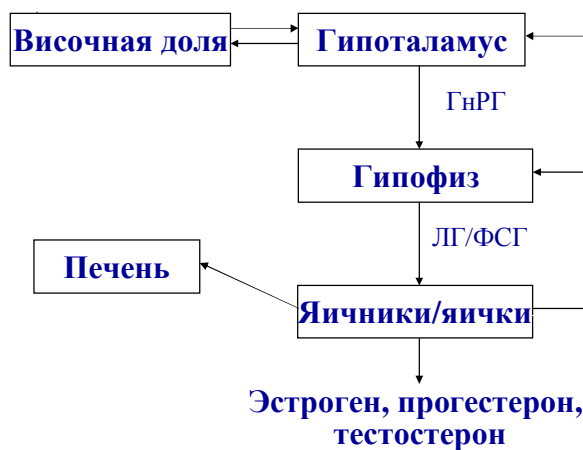 Височная доля
Гипоталамус
ГнРГ
Гипофиз
ЛГ/ФСГ
Печень
Яичники/яички
Эстроген, прогестерон,
тестостерон